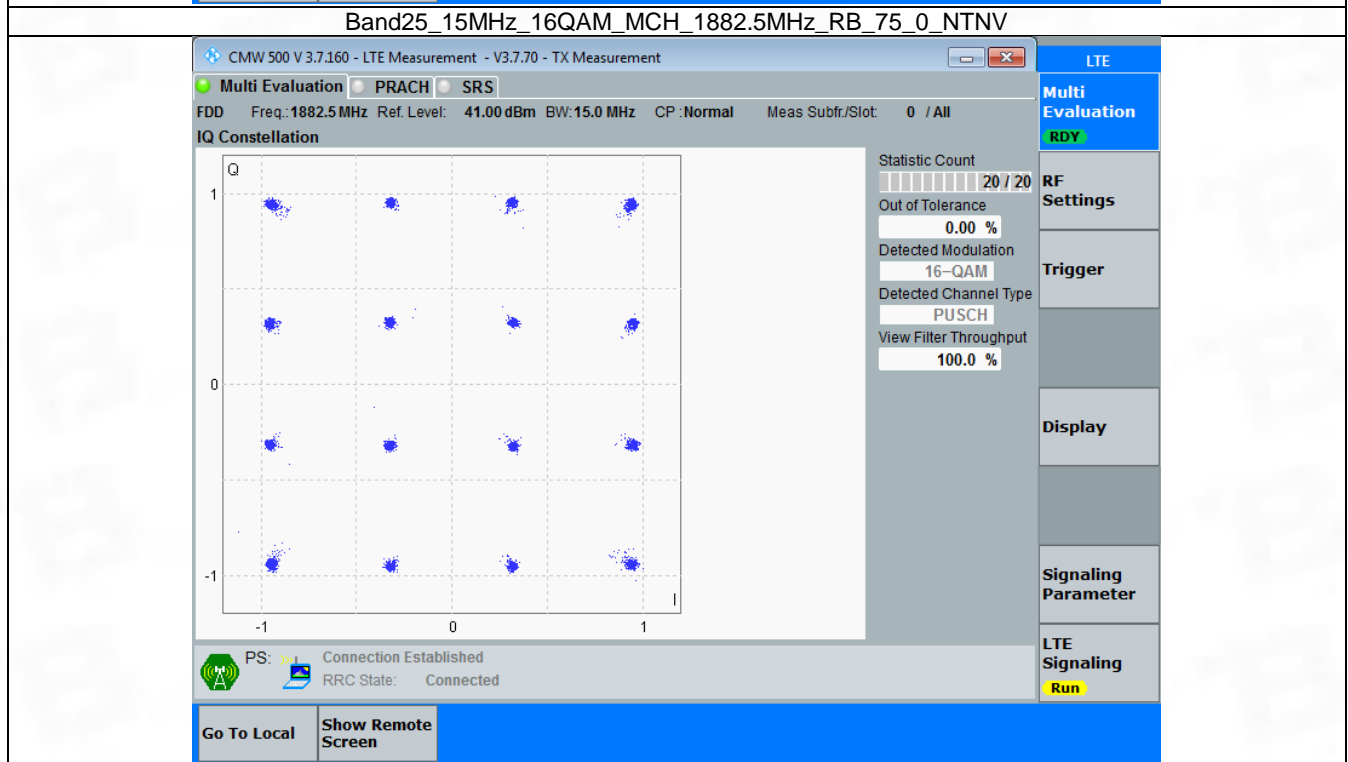 Band25_15MHz_16QAM_MCH_1882.5MHz_RB_75_0_NTNV
CMW 500 V 3.7.160 - LTE Measurement - V3.7.70 - TX Measurement
Multi Evaluation PRACH SRS
FDD Freq.:1882.5 MHz Ref. Level: 41.00 dBm BW:15.0 MHz CP :Normal Meas Subfr./Slot: 0 / All
IQ Constellation
Q
1
0
-1
I
-1 0 1
Statistic Count
20 / 20
Out of Tolerance
0.00 %
Detected Modulation
16-QAM
Detected Channel Type
PUSCH
View Filter Throughput
100.0 %
PS: Connection Established
RRC State: Connected
LTE
Multi
Evaluation
RDY
RF
Settings
Trigger
Display
Signaling
Parameter
LTE
Signaling
Run
Go To Local
Show Remote
Screen